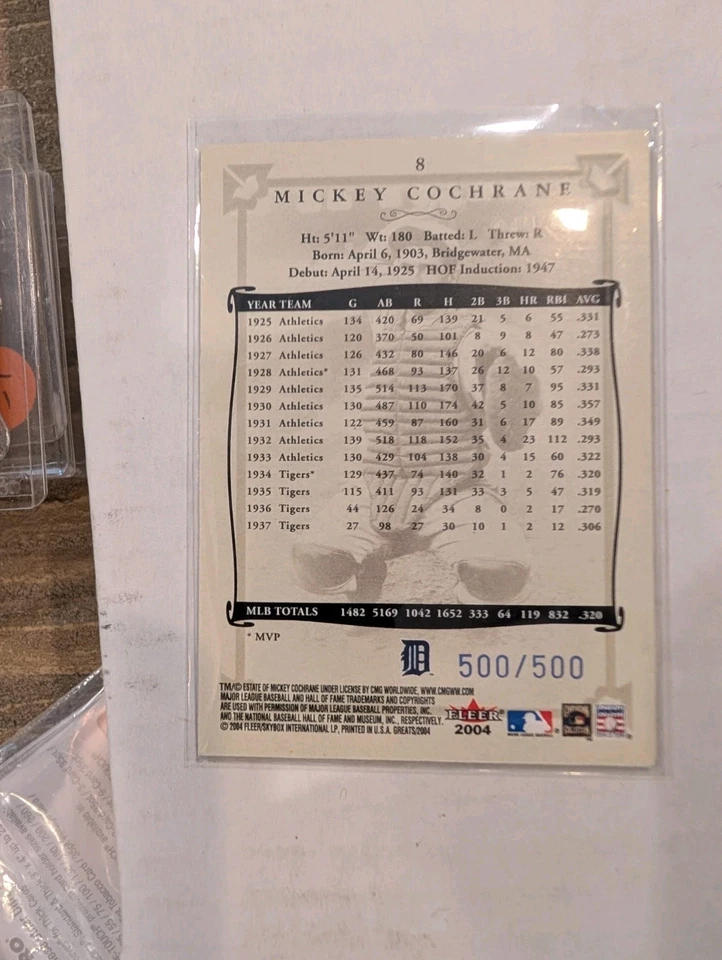 8
MICKEY COCHRANE
Ht: 5'11" Wt: 180 Batted: L Threw: R
Born: April 6, 1903, Bridgewater, MA
Debut: April 14, 1925 HOF Induction: 1947
YEAR TEAM G AB R H 2B 3B HR RBI AVG
1925 Athletics 134 420 69 139 21 5 6 55 .331
1926 Athletics 120 370 50 101 8 9 8 47 .273
1927 Athletics 126 432 80 146 20 6 12 80 .338
1928 Athletics* 131 468 93 137 26 12 10 57 .293
1929 Athletics 135 514 113 170 37 8 7 95 .331
1930 Athletics 130 487 110 174 42 5 10 85 .357
1931 Athletics 122 459 87 160 31 6 17 89 .349
1932 Athletics 139 518 118 152 35 4 23 112 .293
1933 Athletics 130 429 104 138 30 4 15 60 .322
1934 Tigers* 129 437 74 140 32 1 2 76 .320
1935 Tigers 115 411 93 131 33 3 5 47 .319
1936 Tigers 44 126 24 34 8 0 2 17 .270
1937 Tigers 27 98 27 30 10 1 2 12 .306
MLB TOTALS 1482 5169 1042 1652 333 64 119 832 .320
* MVP
D 500/500
TM/© ESTATE OF MICKEY COCHRANE UNDER LICENSE BY CMG WORLDWIDE, WWW.CMGWW.COM
MAJOR LEAGUE BASEBALL AND HALL OF FAME TRADEMARKS AND COPYRIGHTS
ARE USED WITH PERMISSION OF MAJOR LEAGUE BASEBALL PROPERTIES, INC.
AND THE NATIONAL BASEBALL HALL OF FAME AND MUSEUM, INC., RESPECTIVELY.
© 2004 FLEER/SKYBOX INTERNATIONAL LP, PRINTED IN U.S.A. GREATS/2004
FLEER
2004